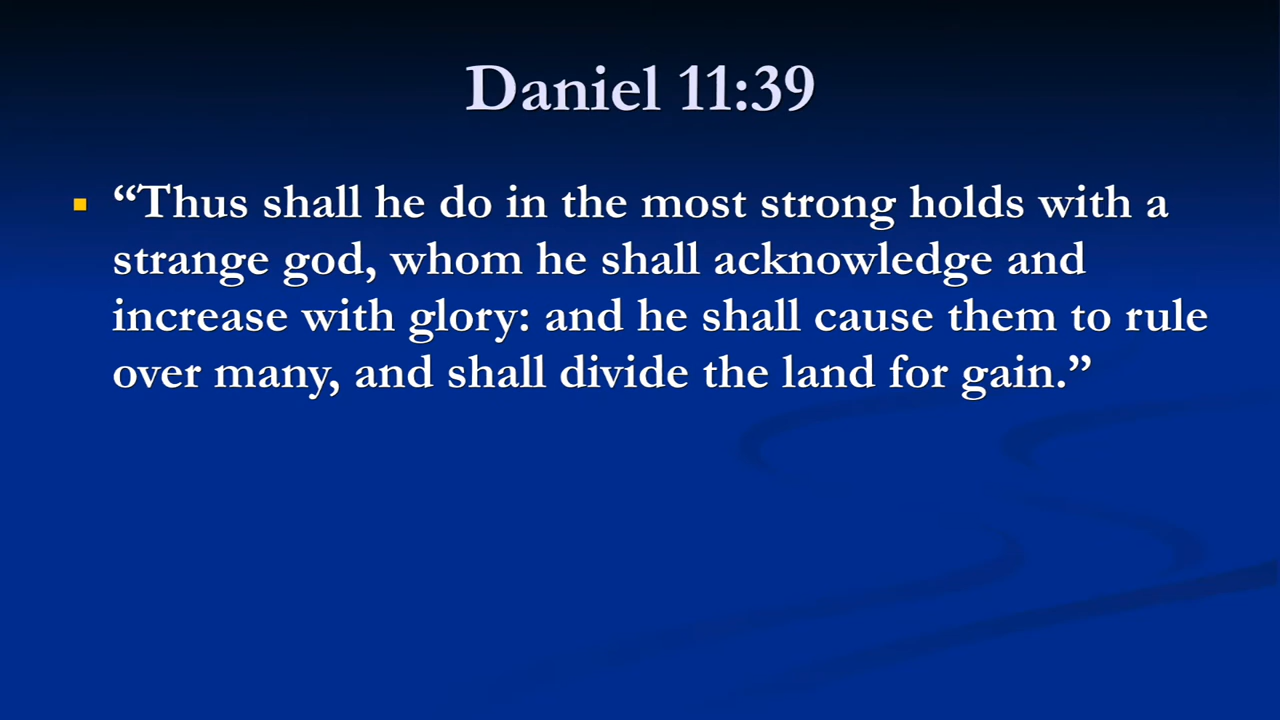 Daniel 11:39
“Thus shall he do in the most strong holds with a
strange god, whom he shall acknowledge and
increase with glory: and he shall cause them to rule
over many, and shall divide the land for gain.”